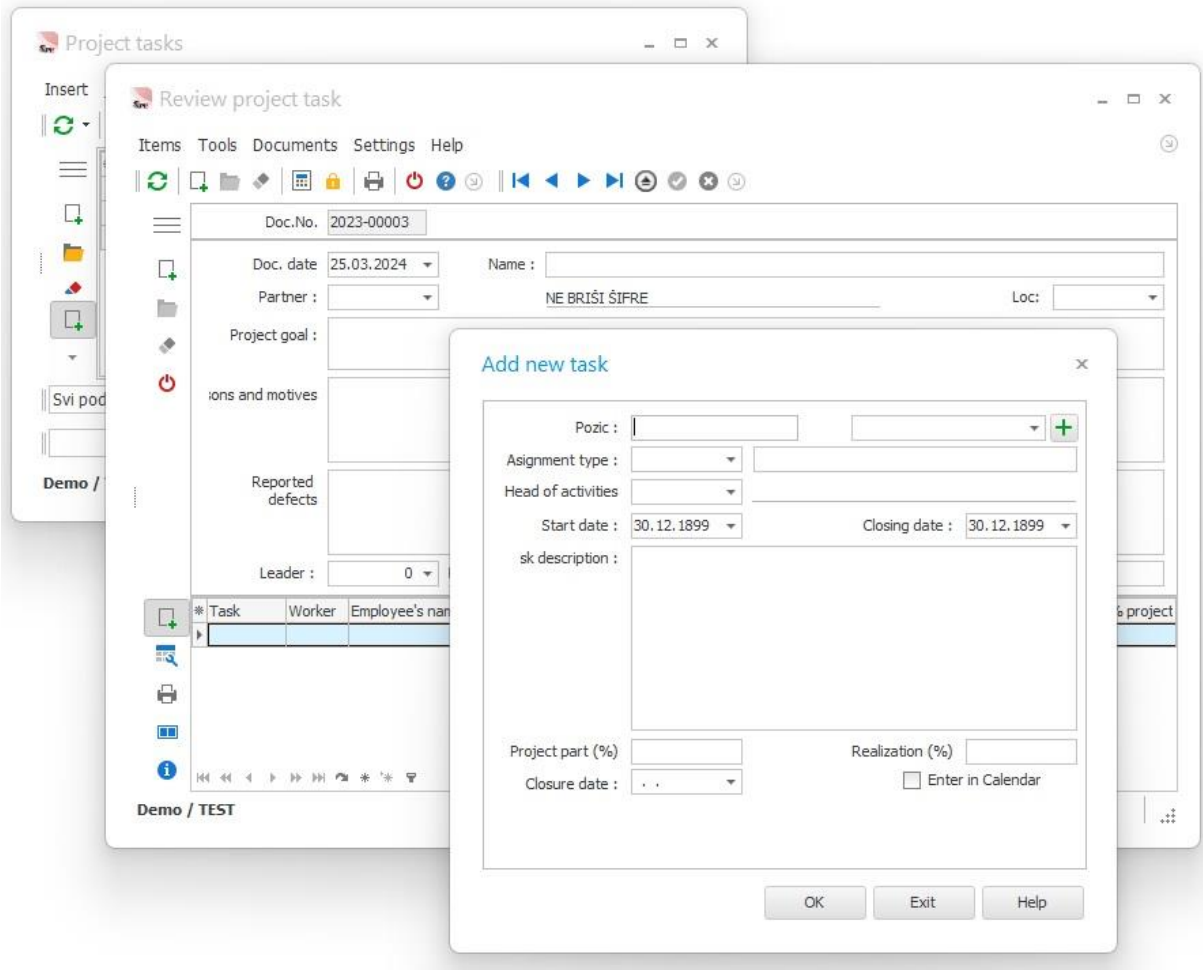 Project tasks
Insert
Svi pod
Demo /
Review project task
Items Tools Documents Settings Help
Doc.No. 2023-00003
Doc. date 25.03.2024 Name :
Partner : NE BRIŠI ŠIFRE Loc:
Project goal :
sons and motives
Reported
defects
Leader : 0
Task Worker Employee's nam % project
Demo / TEST
Add new task
Pozic :
Asignment type :
Head of activities
Start date : 30.12.1899 Closing date : 30.12.1899
sk description :
Project part (%) Realization (%)
Closure date : . . Enter in Calendar
OK Exit Help